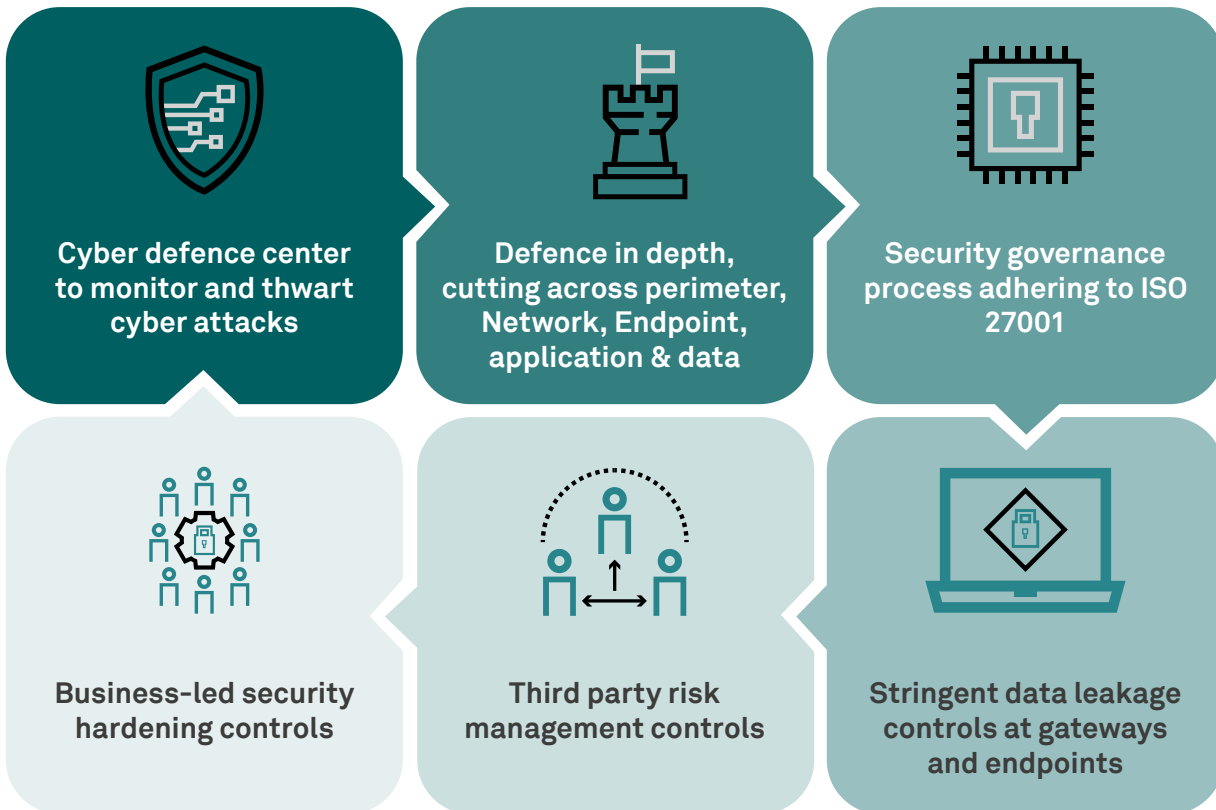 Cyber defence center
to monitor and thwart
cyber attacks
Defence in depth,
cutting across perimeter,
Network, Endpoint,
application & data
Security governance
process adhering to ISO
27001
Business-led security
hardening controls
Third party risk
management controls
Stringent data leakage
controls at gateways
and endpoints